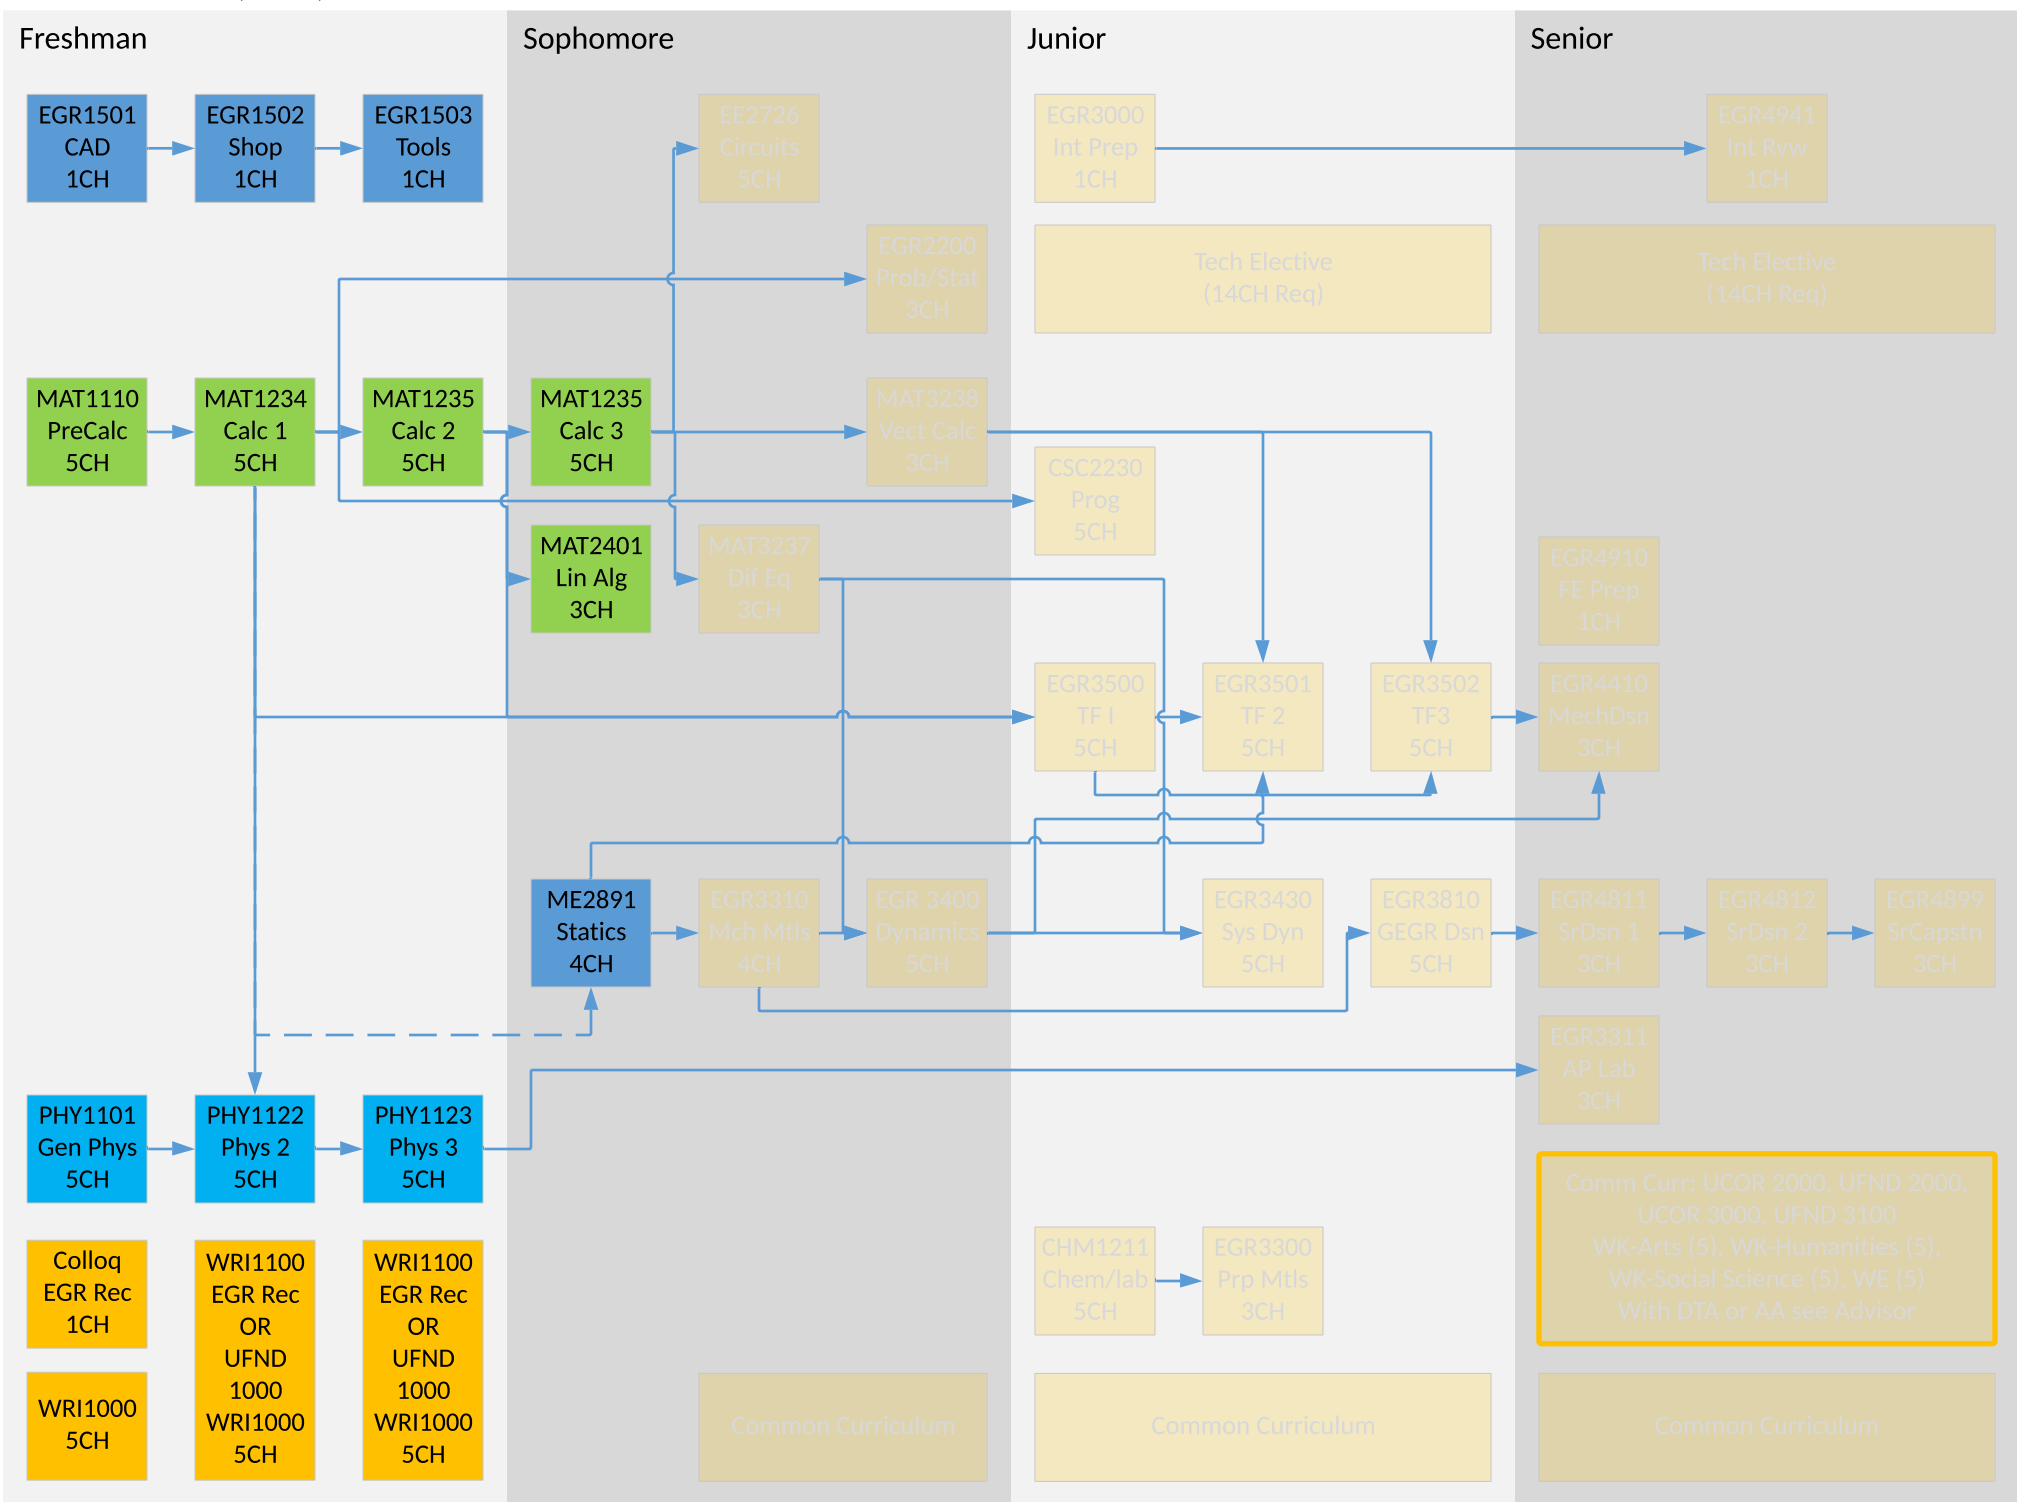 Freshman
Sophomore
Junior
Senior
EGR1501
CAD
1CH
EGR1502
Shop
1CH
EGR1503
Tools
1CH
EE2726
Circuits
5CH
EGR3000
Int Prep
1CH
EGR4941
Int Rvw
1CH
EGR2200
Prob/Stat
3CH
Tech Elective
(14CH Req)
Tech Elective
(14CH Req)
MAT1110
PreCalc
5CH
MAT1234
Calc 1
5CH
MAT1235
Calc 2
5CH
MAT1235
Calc 3
5CH
MAT3238
Vect Calc
3CH
CSC2230
Prog
5CH
MAT2401
Lin Alg
3CH
MAT3237
Dif Eq
3CH
EGR4910
FE Prep
1CH
EGR3500
TF I
5CH
EGR3501
TF 2
5CH
EGR3502
TF3
5CH
EGR4410
MechDsn
3CH
ME2891
Statics
4CH
EGR3310
Mch Mtls
4CH
EGR 3400
Dynamics
5CH
EGR3430
Sys Dyn
5CH
EGR3810
GEGR Dsn
5CH
EGR4811
SrDsn 1
3CH
EGR4812
SrDsn 2
3CH
EGR4899
SrCapstn
3CH
EGR3311
AP Lab
3CH
PHY1101
Gen Phys
5CH
PHY1122
Phys 2
5CH
PHY1123
Phys 3
5CH
Comm Curr: UCOR 2000, UFND 2000,
UCOR 3000, UFND 3100
WK-Arts (5), WK-Humanities (5),
WK-Social Science (5), WE (5)
With DTA or AA see Advisor
Colloq
EGR Rec
1CH
WRI1100
EGR Rec
OR
UFND
1000
WRI1000
5CH
WRI1100
EGR Rec
OR
UFND
1000
WRI1000
5CH
CHM1211
Chem/lab
5CH
EGR3300
Prp Mtls
3CH
WRI1000
5CH
Common Curriculum
Common Curriculum
Common Curriculum